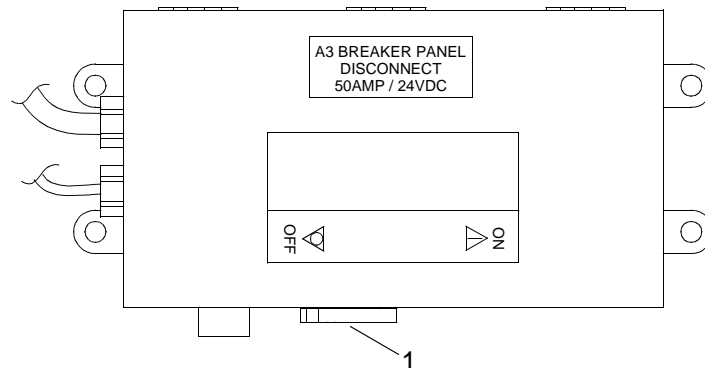 A3 BREAKER PANEL
DISCONNECT
50AMP / 24VDC
OFF
ON
1